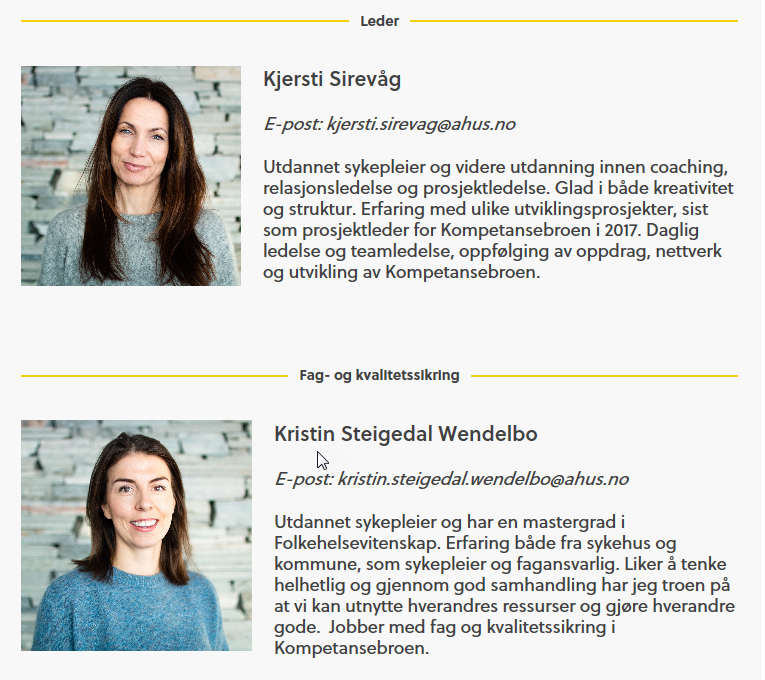 Leder
Kjersti Sirevåg
E-post: kjersti.sirevag@ahus.no
Utdannet sykepleier og videre utdanning innen coaching,
relasjonsledelse og prosjektledelse. Glad i både kreativitet
og struktur. Erfaring med ulike utviklingsprosjekter, sist
som prosjektleder for Kompetansebroen i 2017. Daglig
ledelse og teamledelse, oppfølging av oppdrag, nettverk
og utvikling av Kompetansebroen.
Fag- og kvalitetssikring
Kristin Steigedal Wendelbo
E-post: kristin.steigedal.wendelbo@ahus.no
Utdannet sykepleier og har en mastergrad i
Folkehelsevitenskap. Erfaring både fra sykehus og
kommune, som sykepleier og fagansvarlig. Liker å tenke
helhetlig og gjennom god samhandling har jeg troen på
at vi kan utnytte hverandres ressurser og gjøre hverandre
gode.  Jobber med fag og kvalitetssikring i
Kompetansebroen.